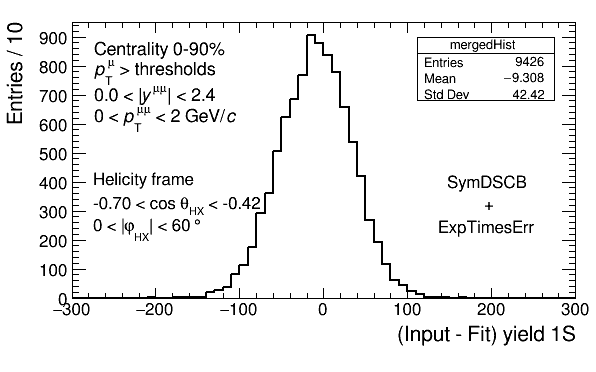 Entries / 10
900
800
700
600
500
400
300
200
100
0
−300
−200
−100
0
100
200
300
(Input - Fit) yield 1S
Centrality 0-90%
p_T^μ > thresholds
0.0 < |y^μμ| < 2.4
0 < p_T^μμ < 2 GeV/c
Helicity frame
-0.70 < cos θ_HX < -0.42
0 < |φ_HX| < 60 °
mergedHist
Entries 9426
Mean −9.308
Std Dev 42.42
SymDSCB
+
ExpTimesErr